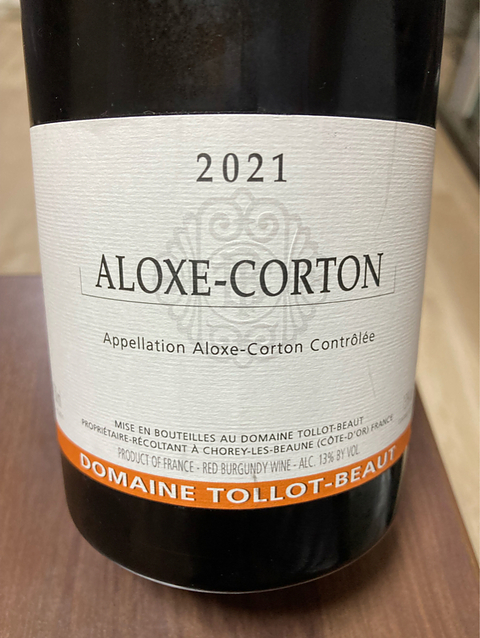 2021
ALOXE-CORTON
Appellation Aloxe-Corton Contrôlée
MISE EN BOUTEILLES AU DOMAINE TOLLOT-BEAUT
PROPRIÉTAIRE-RÉCOLTANT À CHOREY-LES-BEAUNE (CÔTE-D'OR) FRANCE
PRODUCT OF FRANCE - RED BURGUNDY WINE - ALC. 13% BY VOL
DOMAINE TOLLOT-BEAUT